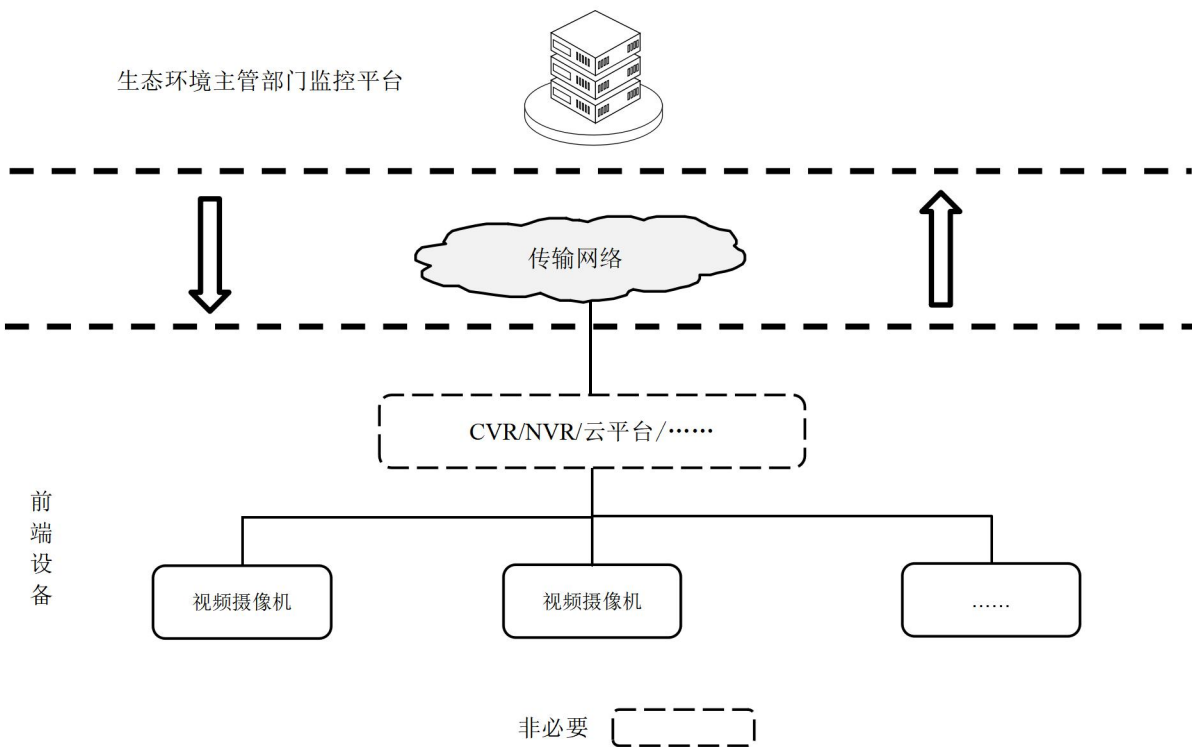 生态环境主管部门监控平台
传输网络
CVR/NVR/云平台/……
前端设备
视频摄像机
视频摄像机
……
非必要